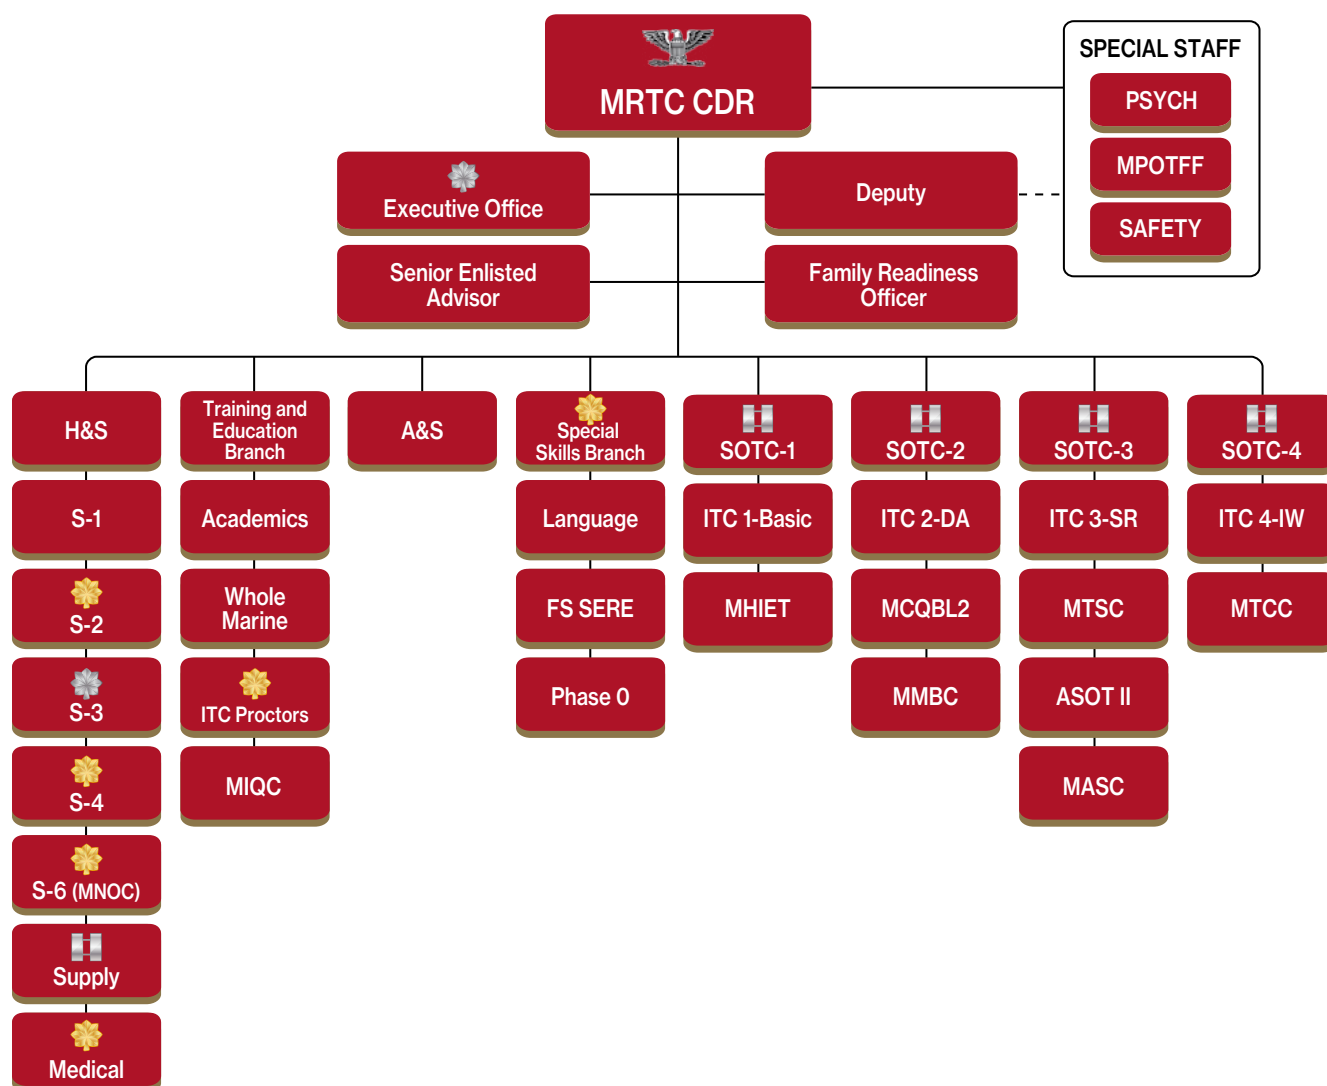 MRTC CDR
SPECIAL STAFF
PSYCH
MPOTFF
SAFETY
Executive Office
Deputy
Senior Enlisted
Advisor
Family Readiness
Officer
H&S
Training and
Education
Branch
A&S
Special
Skills Branch
SOTC-1
SOTC-2
SOTC-3
SOTC-4
S-1
Academics
Language
ITC 1-Basic
ITC 2-DA
ITC 3-SR
ITC 4-IW
S-2
Whole
Marine
FS SERE
MHIET
MCQBL2
MTSC
MTCC
S-3
ITC Proctors
Phase 0
MMBC
ASOT II
S-4
MIQC
MASC
S-6 (MNOC)
Supply
Medical